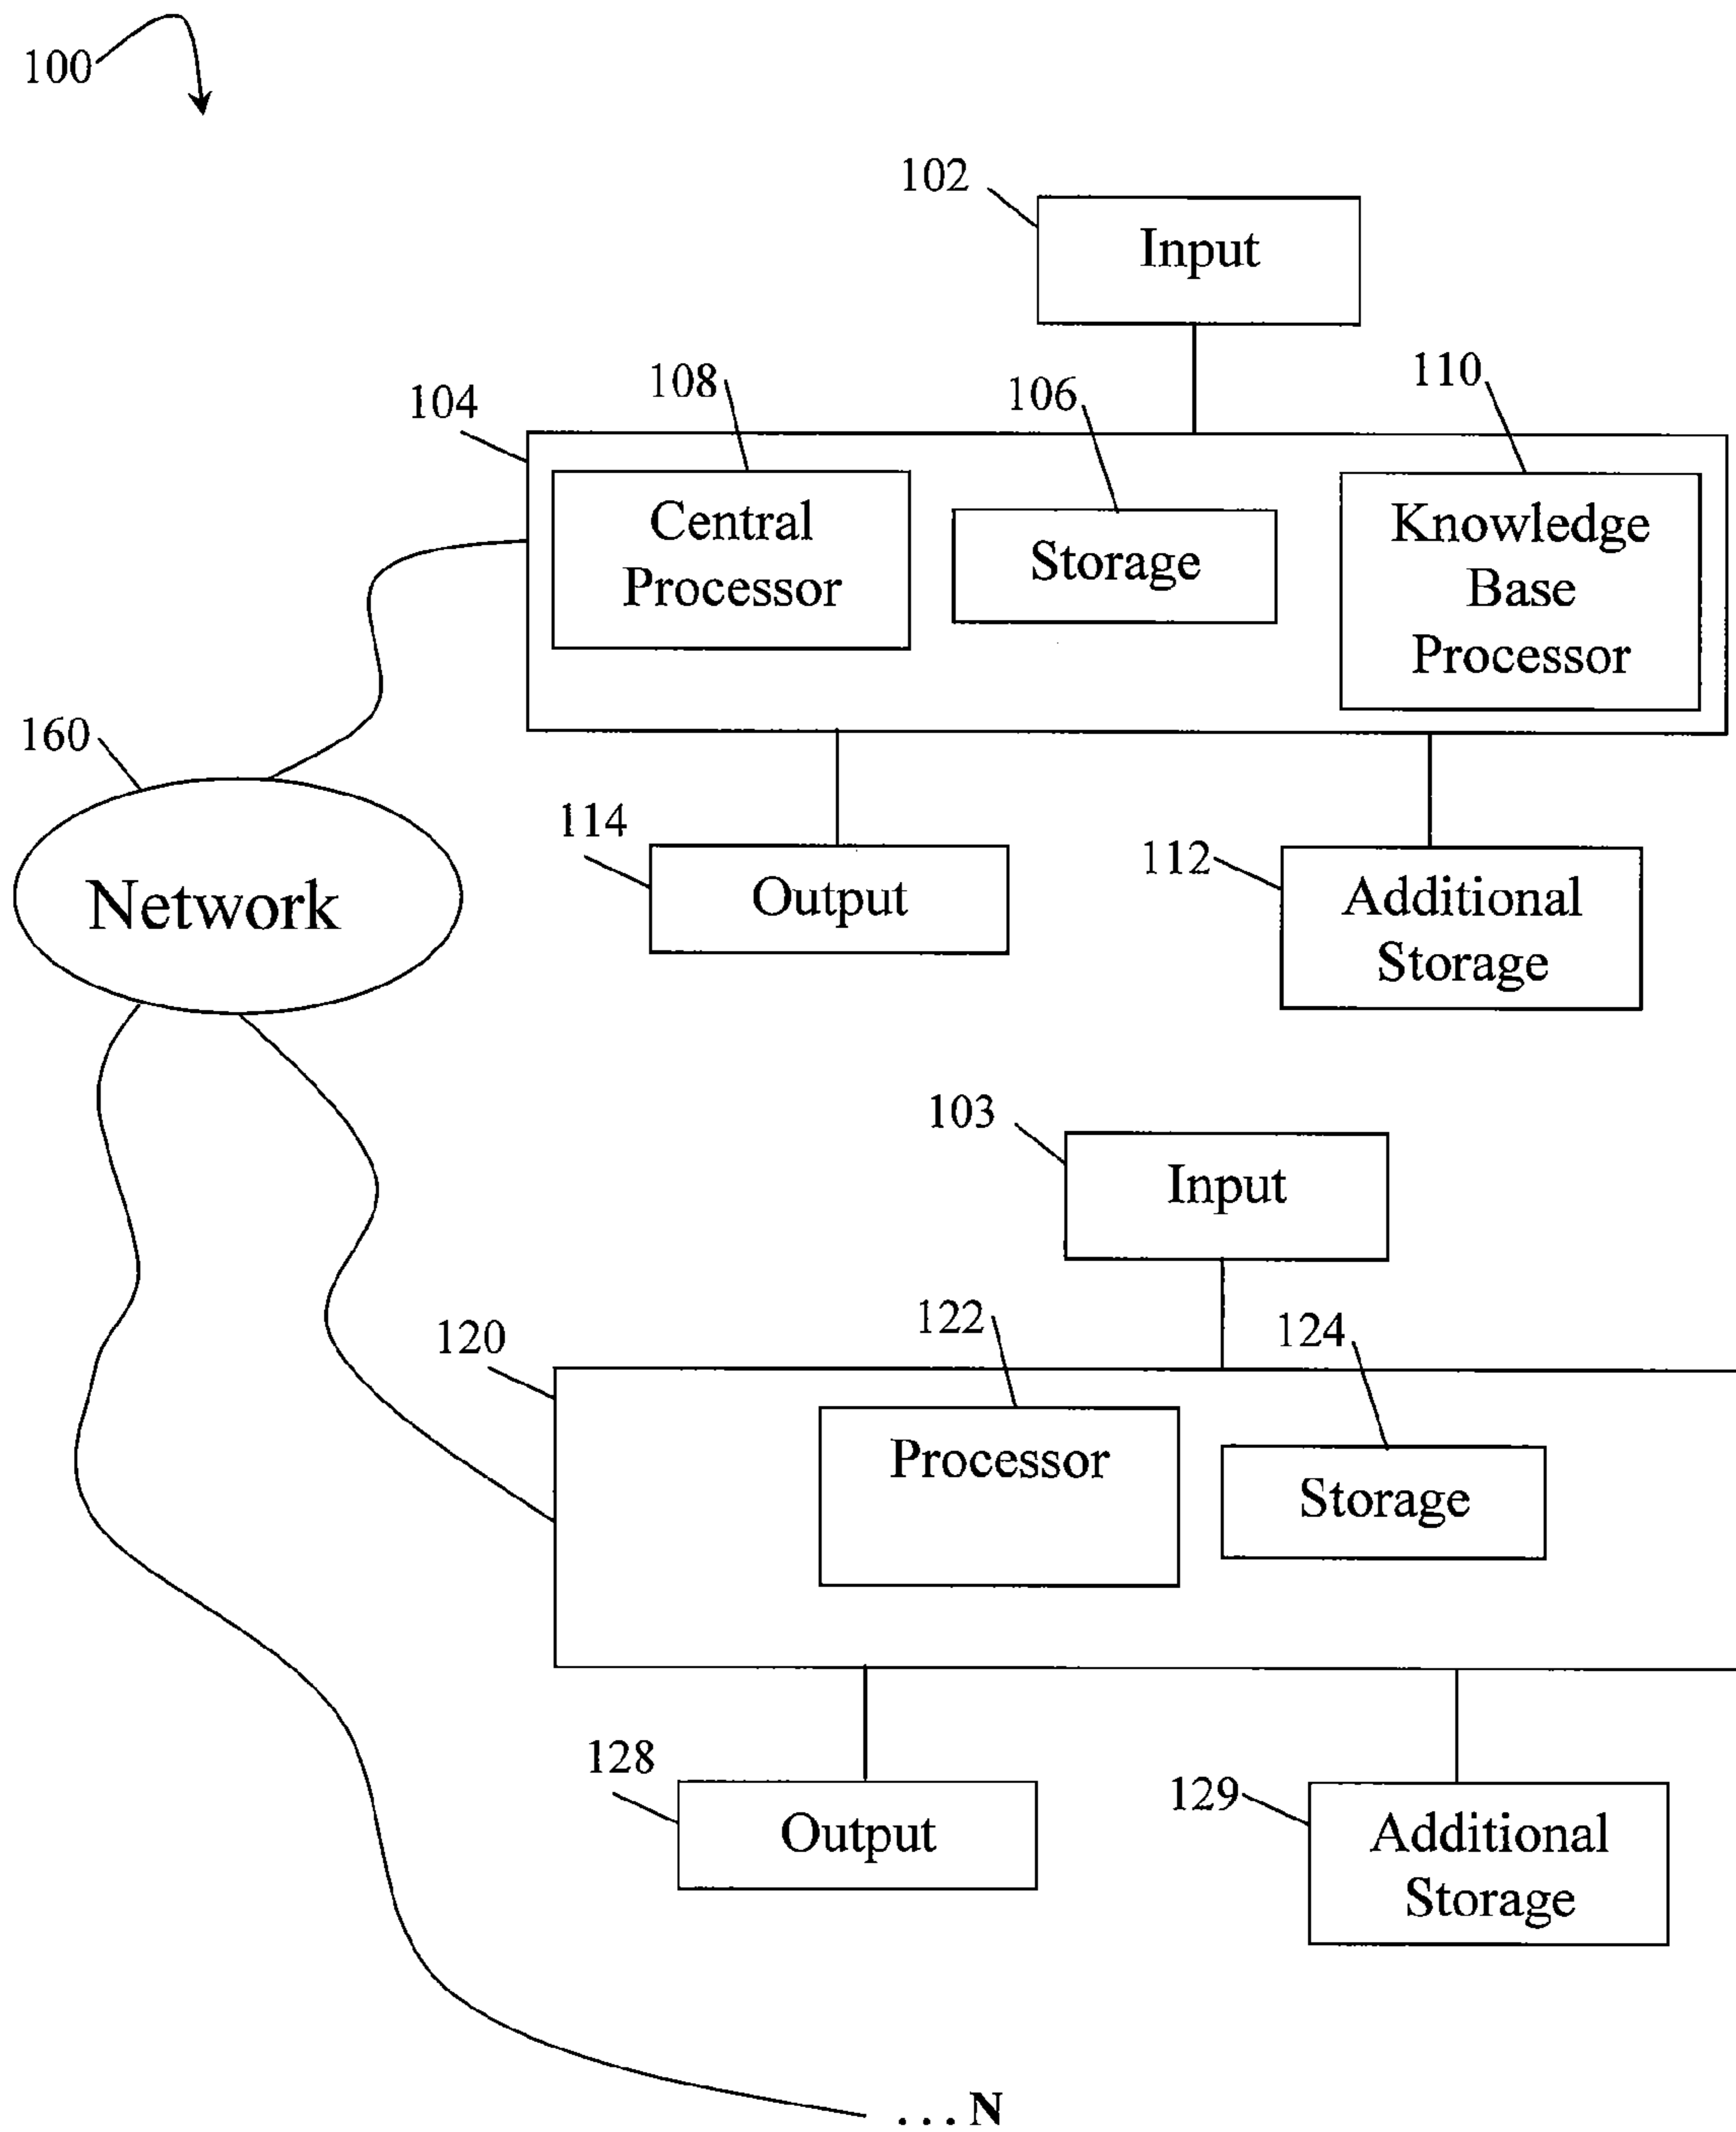 100
102
Input
104
108
106
110
Central
Processor
Storage
Knowledge
Base
Processor
160
Network
114
Output
112
Additional
Storage
103
Input
120
122
124
Processor
Storage
128
Output
129
Additional
Storage
...N